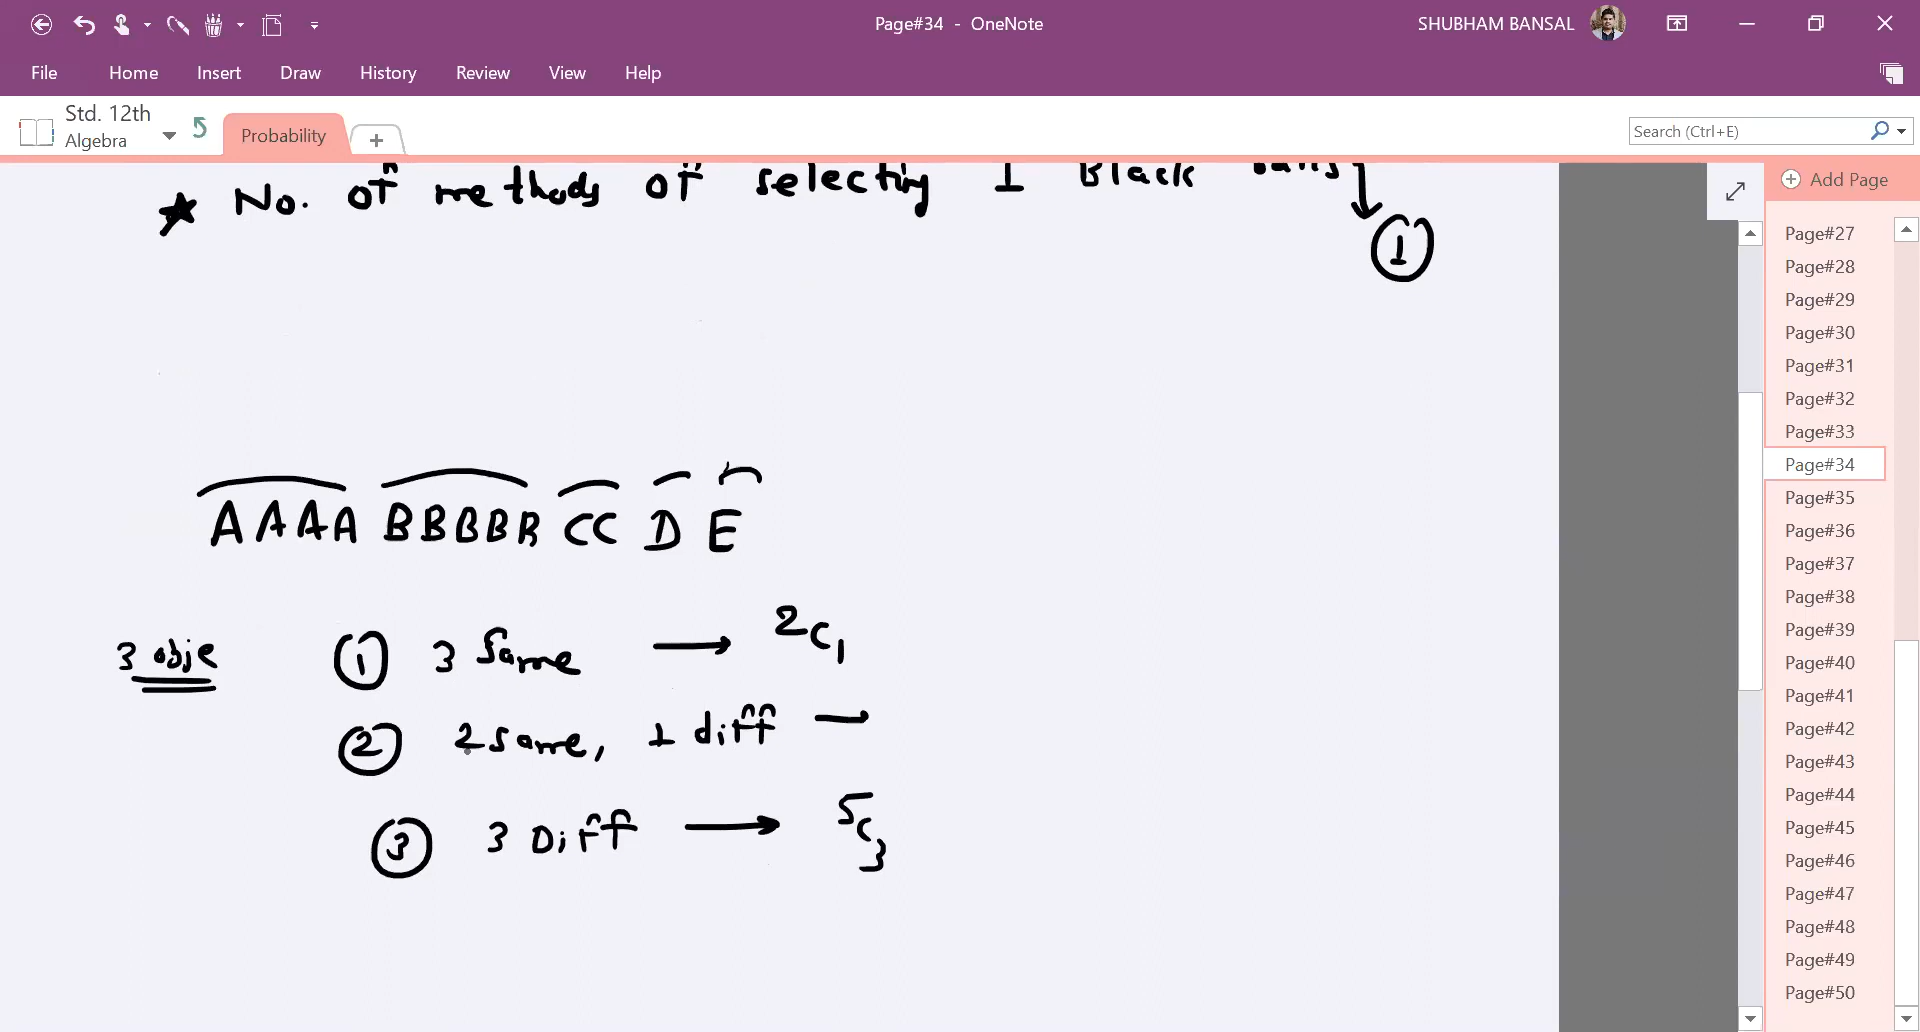 Page#34 - OneNote
SHUBHAM BANSAL
File Home Insert Draw History Review View Help
Std. 12th
Algebra
Probability
Search (Ctrl+E)
Add Page
★ No. of methods of selecting 1 Black balls
①
A A A A B B B B B C C D E
3 obje ① 3 Same → ²C₁
② 2 Same, 1 diff →
③ 3 Diff → ⁵C₃
Page#27
Page#28
Page#29
Page#30
Page#31
Page#32
Page#33
Page#34
Page#35
Page#36
Page#37
Page#38
Page#39
Page#40
Page#41
Page#42
Page#43
Page#44
Page#45
Page#46
Page#47
Page#48
Page#49
Page#50